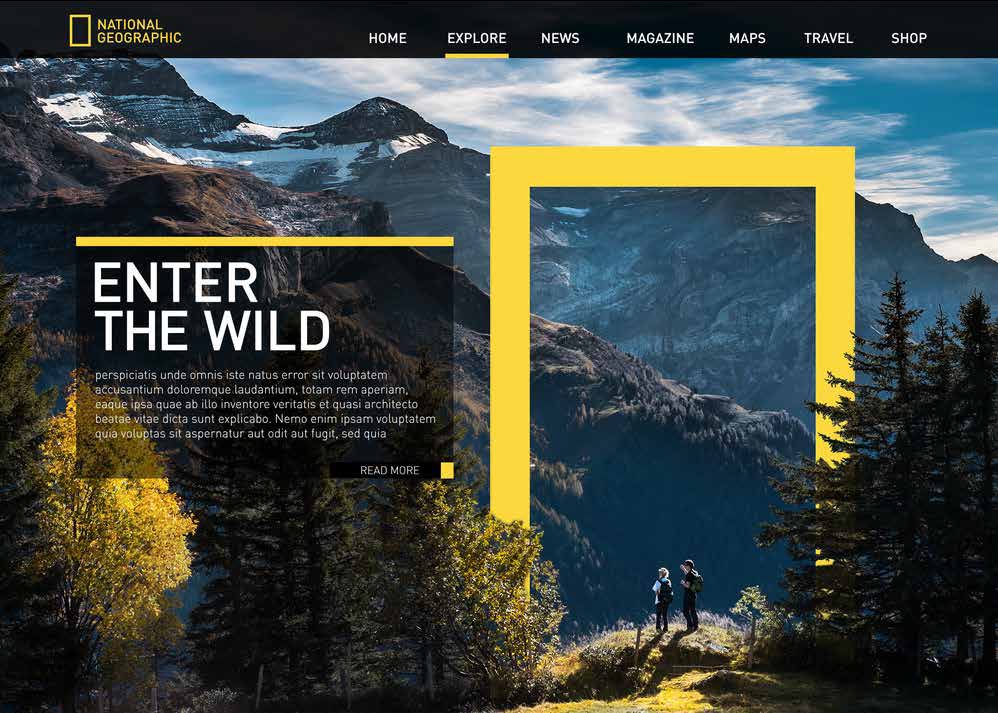 NATIONAL
GEOGRAPHIC
HOME EXPLORE NEWS MAGAZINE MAPS TRAVEL SHOP
ENTER
THE WILD
perspiciatis unde omnis iste natus error sit voluptatem
accusantium doloremque laudantium, totam rem aperiam,
eaque ipsa quae ab illo inventore veritatis et quasi architecto
beatae vitae dicta sunt explicabo. Nemo enim ipsam voluptatem
quia voluptas sit aspernatur aut odit aut fugit, sed quia
READ MORE